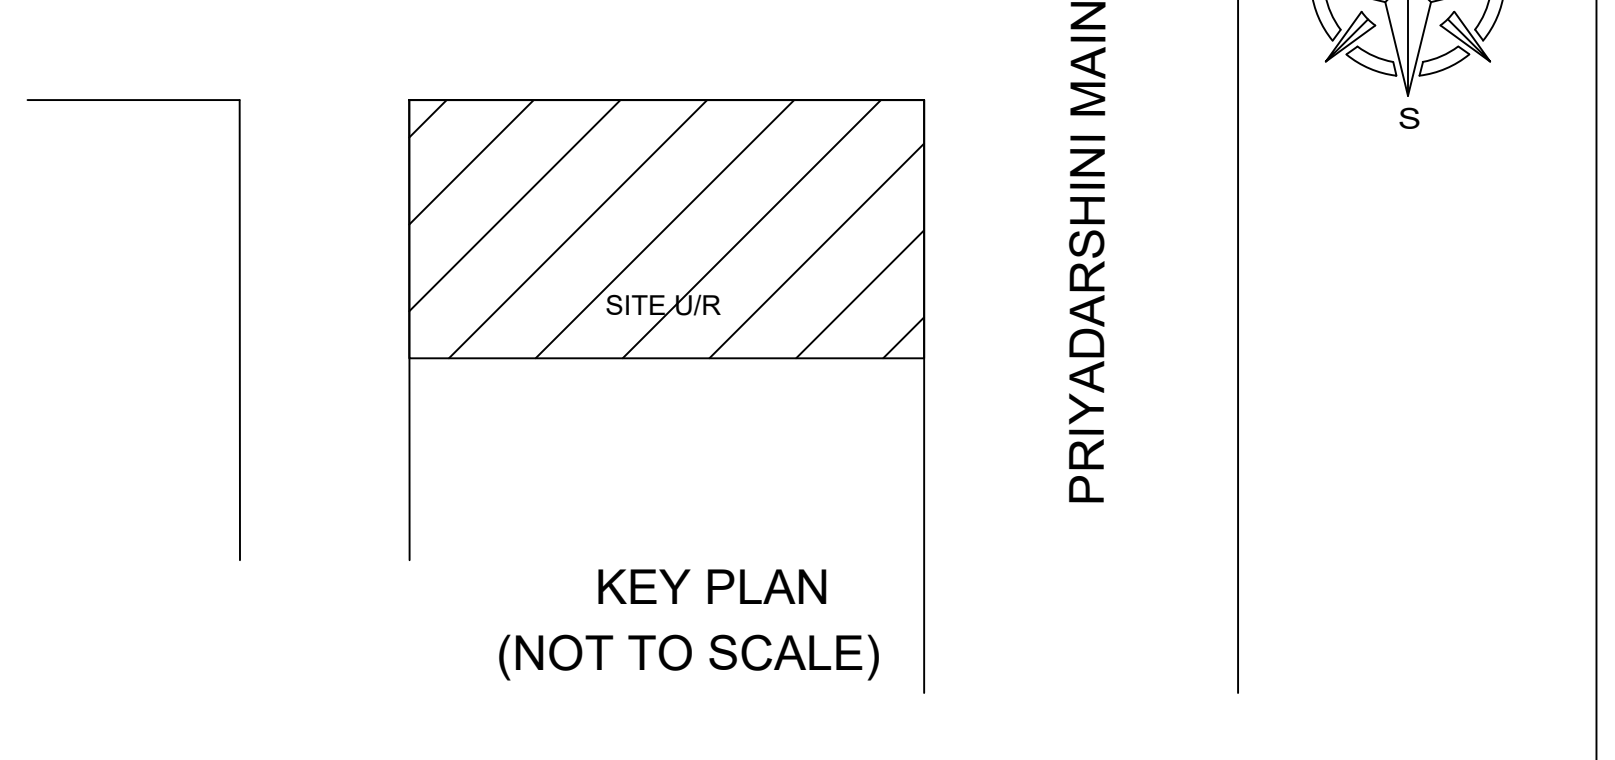 PRIYADARSHINI MAIN
S
SITE U/R
KEY PLAN
(NOT TO SCALE)